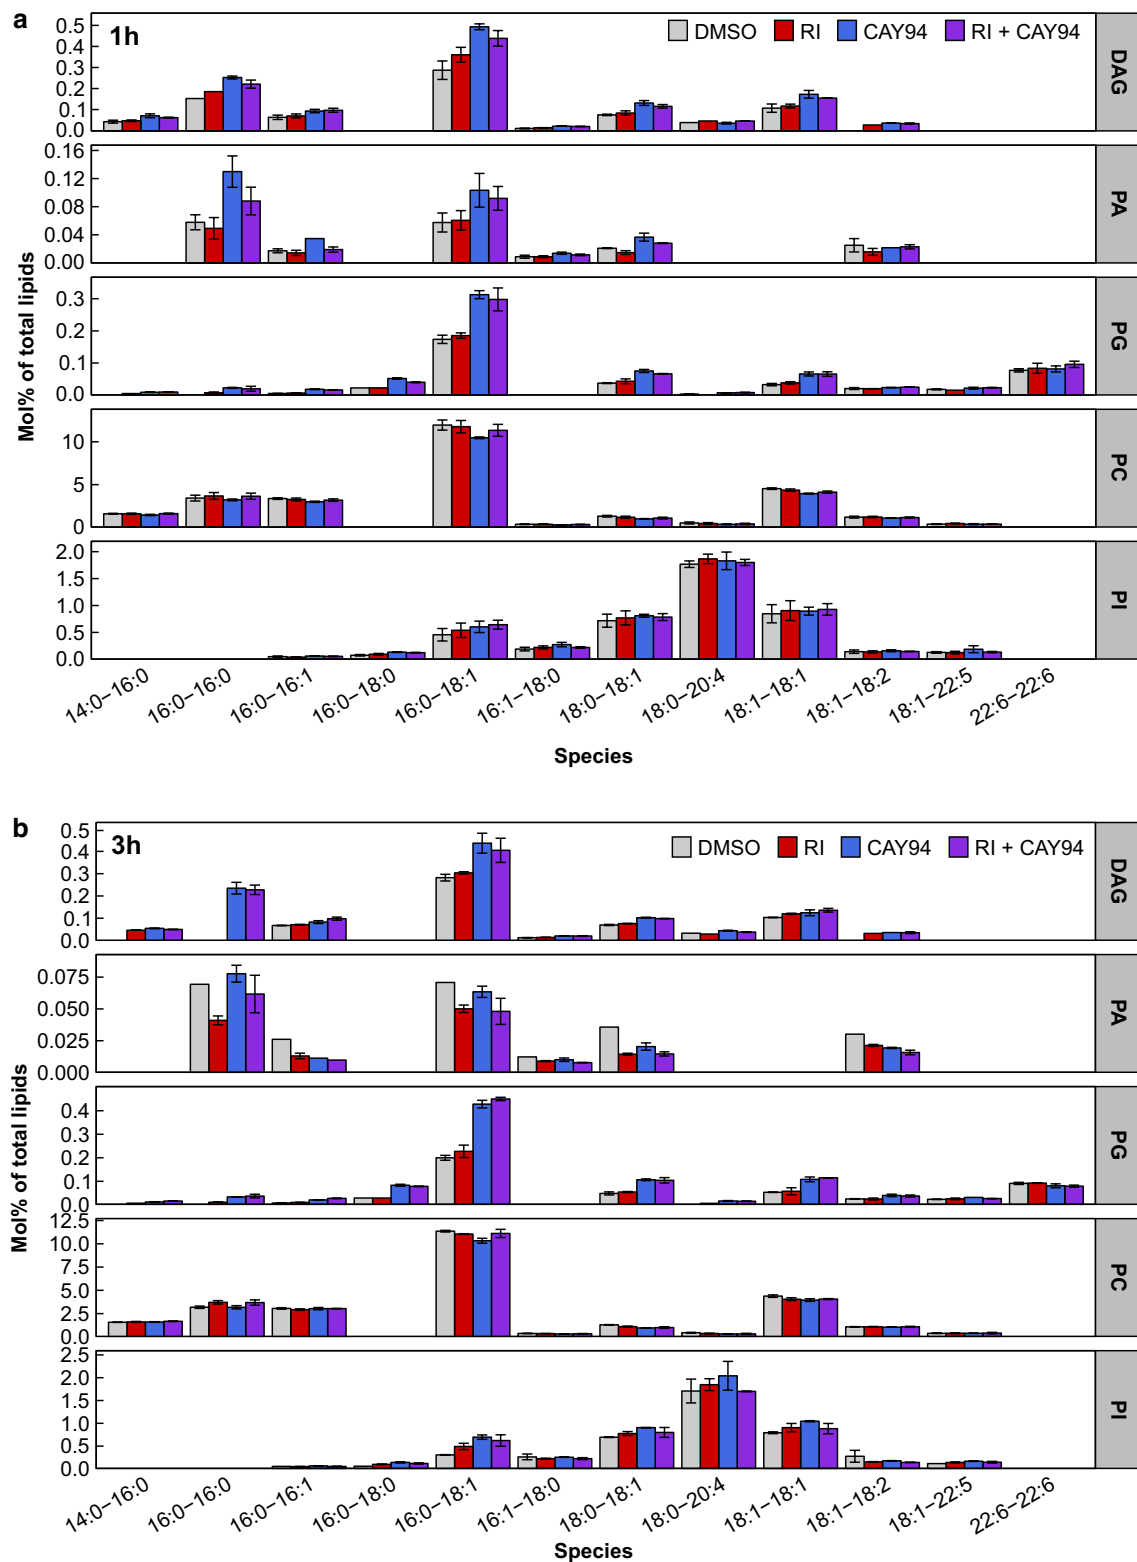 a
1h
DMSO RI CAY94 RI + CAY94
0.5
0.4
0.3
0.2
0.1
0.0
DAG
0.16
0.12
0.08
0.04
0.00
PA
Mol% of total lipids
0.3
0.2
0.1
0.0
PG
10
5
0
PC
2.0
1.5
1.0
0.5
0.0
PI
14:0–16:0 16:0–16:0 16:0–16:1 16:0–18:0 16:0–18:1 16:1–18:0 18:0–18:1 18:0–20:4 18:1–18:1 18:1–18:2 18:1–22:5 22:6–22:6
Species
b
3h
DMSO RI CAY94 RI + CAY94
0.5
0.4
0.3
0.2
0.1
0.0
DAG
0.075
0.050
0.025
0.000
PA
Mol% of total lipids
0.4
0.3
0.2
0.1
0.0
PG
12.5
10.0
7.5
5.0
2.5
0.0
PC
2.5
2.0
1.5
1.0
0.5
0.0
PI
14:0–16:0 16:0–16:0 16:0–16:1 16:0–18:0 16:0–18:1 16:1–18:0 18:0–18:1 18:0–20:4 18:1–18:1 18:1–18:2 18:1–22:5 22:6–22:6
Species